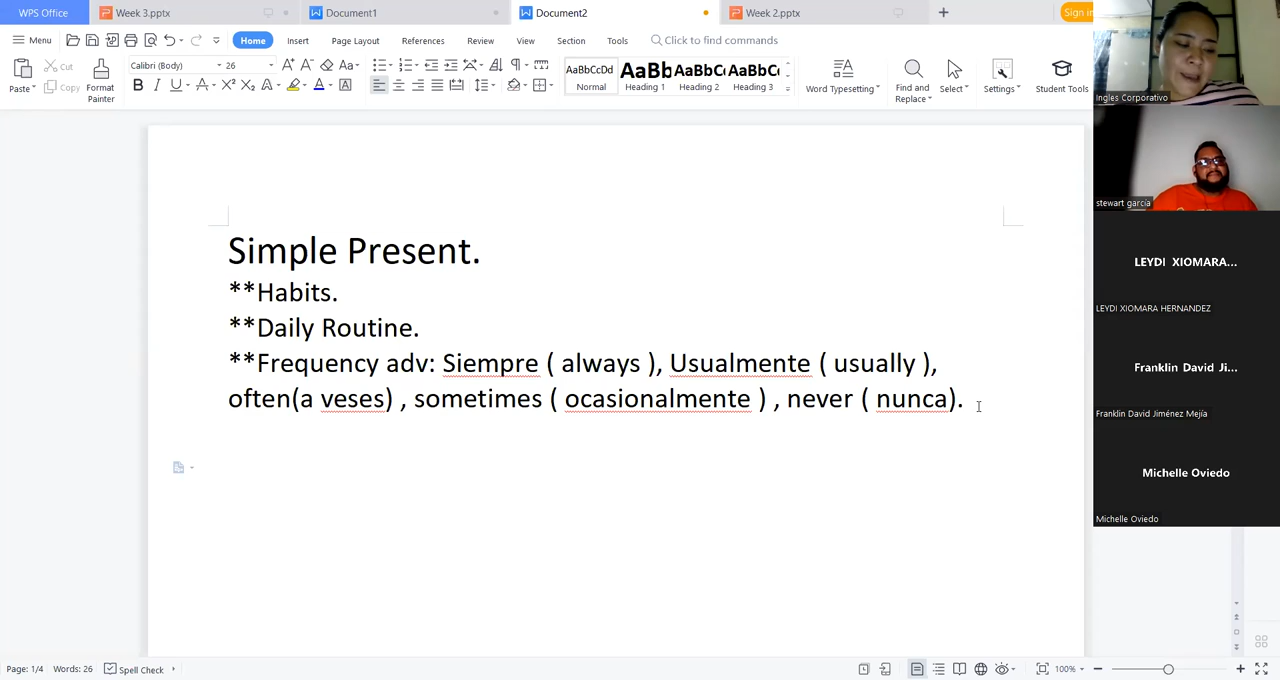 WPS Office
Week 3.pptx
Document1
Document2
Week 2.pptx
+
Sign in
Menu
Home
Insert
Page Layout
References
Review
View
Section
Tools
Click to find commands
Paste
Cut
Copy
Format Painter
Calibri (Body)
26
AaBbCcDd
Normal
AaBb
Heading 1
AaBbC
Heading 2
AaBbC
Heading 3
Word Typesetting
Find and Replace
Select
Settings
Student Tools
Simple Present.
**Habits.
**Daily Routine.
**Frequency adv: Siempre ( always ), Usualmente ( usually ),
often(a veses) , sometimes ( ocasionalmente ) , never ( nunca).
Ingles Corporativo
stewart garcía
LEYDI XIOMARA...
LEYDI XIOMARA HERNANDEZ
Franklin David Ji...
Franklin David Jiménez Mejía
Michelle Oviedo
Michelle Oviedo
Page: 1/4
Words: 26
Spell Check
100%